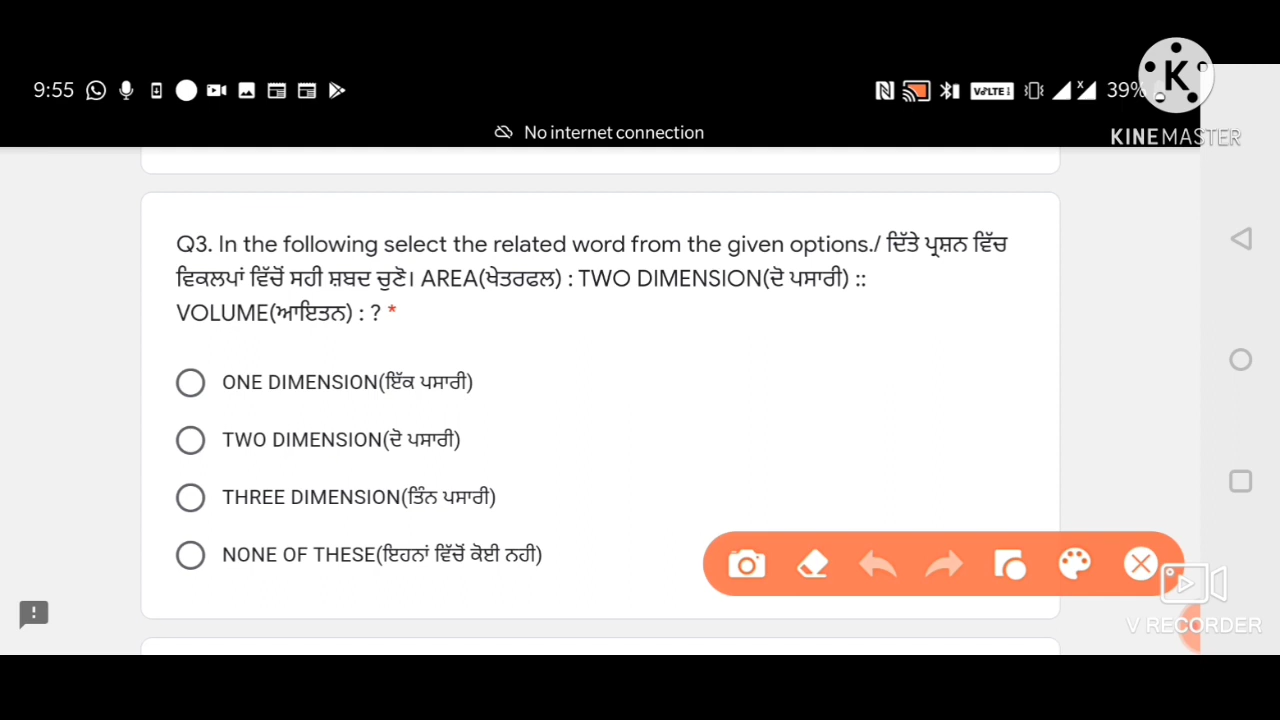 9:55
39%
KINEMASTER
No internet connection
Q3. In the following select the related word from the given options./ ਦਿੱਤੇ ਪ੍ਰਸ਼ਨ ਵਿੱਚ
ਵਿਕਲਪਾਂ ਵਿੱਚੋਂ ਸਹੀ ਸ਼ਬਦ ਚੁਣੋ। AREA(ਖੇਤਰਫਲ) : TWO DIMENSION(ਦੋ ਪਸਾਰੀ) ::
VOLUME(ਆਇਤਨ) : ? *
ONE DIMENSION(ਇੱਕ ਪਸਾਰੀ)
TWO DIMENSION(ਦੋ ਪਸਾਰੀ)
THREE DIMENSION(ਤਿੰਨ ਪਸਾਰੀ)
NONE OF THESE(ਇਹਨਾਂ ਵਿੱਚੋਂ ਕੋਈ ਨਹੀ)
V RECORDER